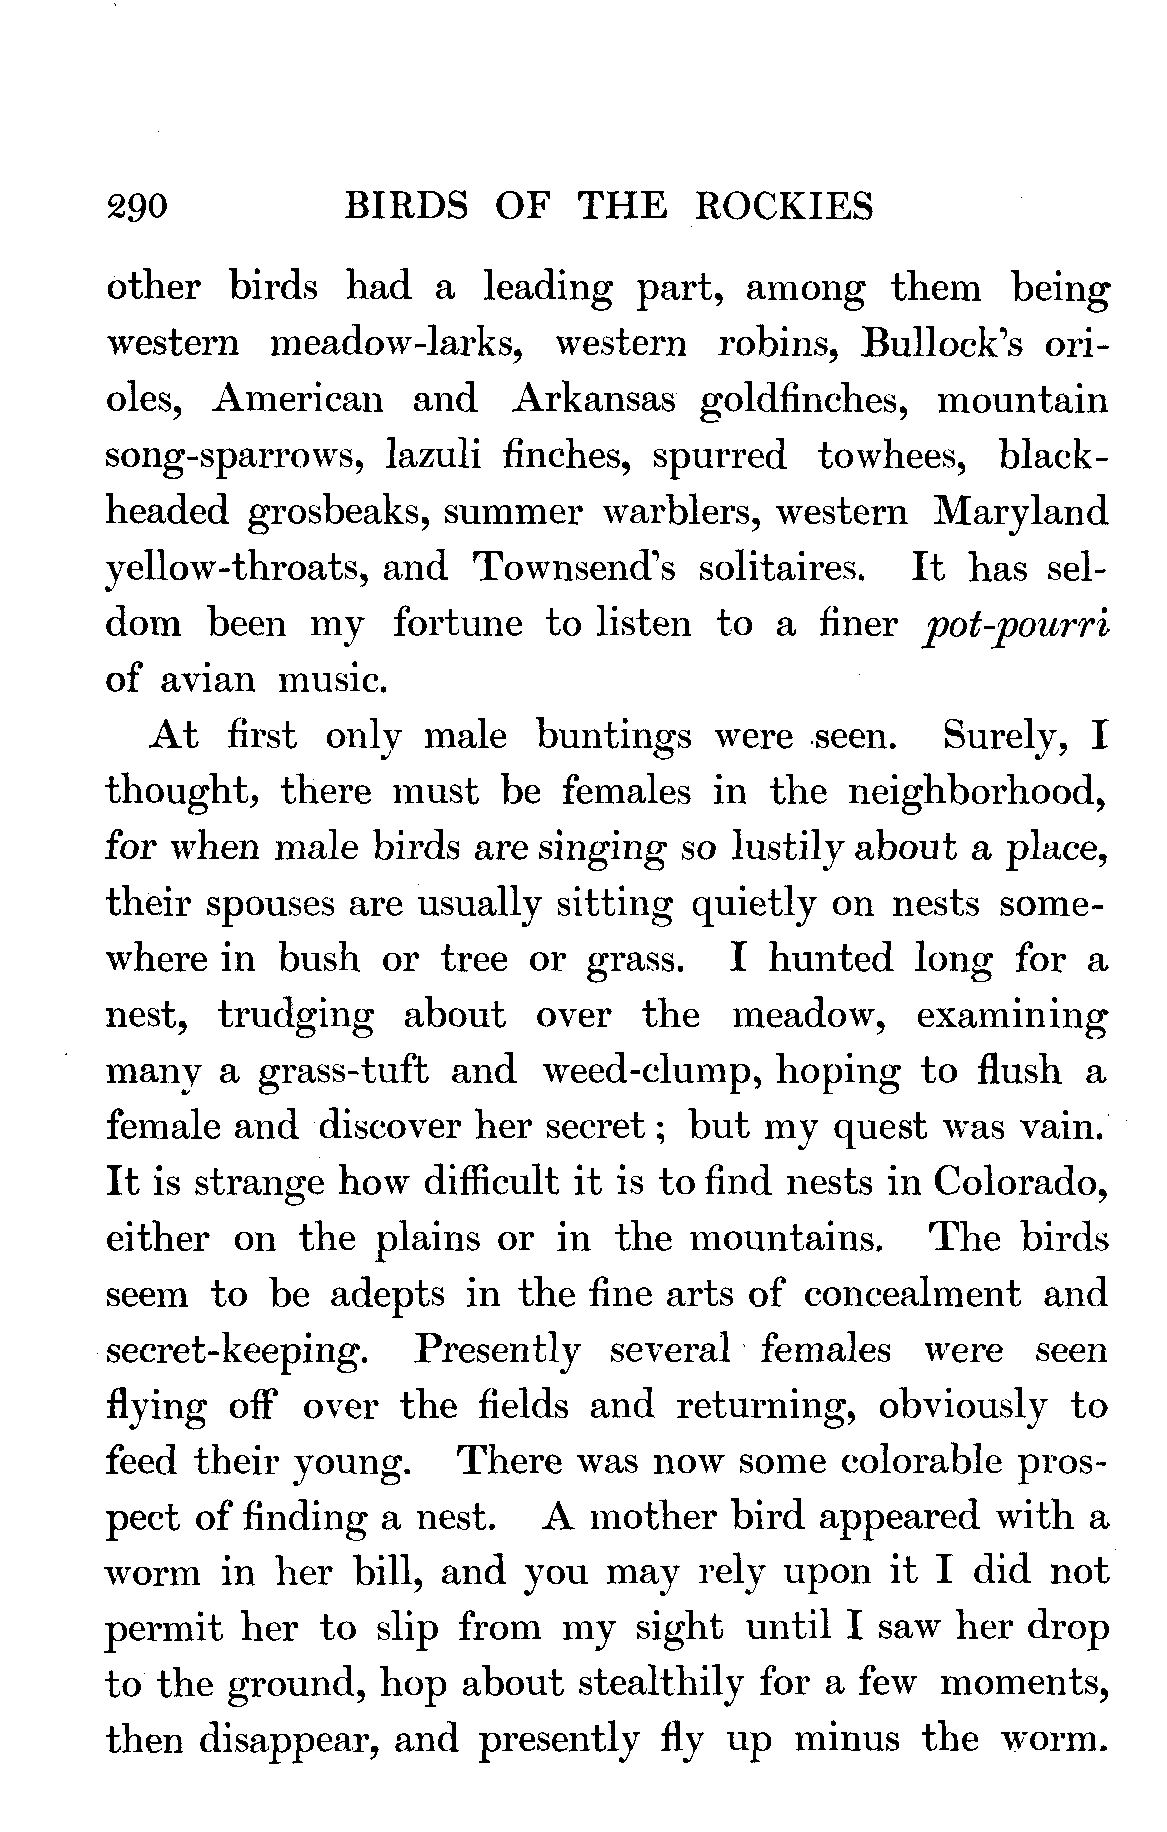 290 BIRDS OF THE ROCKIES
other birds had a leading part, among them being
western meadow-larks, western robins, Bullock's ori-
oles, American and Arkansas goldfinches, mountain
song-sparrows, lazuli finches, spurred towhees, black-
headed grosbeaks, summer warblers, western Maryland
yellow-throats, and Townsend's solitaires. It has sel-
dom been my fortune to listen to a finer pot-pourri
of avian music.
At first only male buntings were seen. Surely, I
thought, there must be females in the neighborhood,
for when male birds are singing so lustily about a place,
their spouses are usually sitting quietly on nests some-
where in bush or tree or grass. I hunted long for a
nest, trudging about over the meadow, examining
many a grass-tuft and weed-clump, hoping to flush a
female and discover her secret; but my quest was vain.
It is strange how difficult it is to find nests in Colorado,
either on the plains or in the mountains. The birds
seem to be adepts in the fine arts of concealment and
secret-keeping. Presently several females were seen
flying off over the fields and returning, obviously to
feed their young. There was now some colorable pros-
pect of finding a nest. A mother bird appeared with a
worm in her bill, and you may rely upon it I did not
permit her to slip from my sight until I saw her drop
to the ground, hop about stealthily for a few moments,
then disappear, and presently fly up minus the worm.